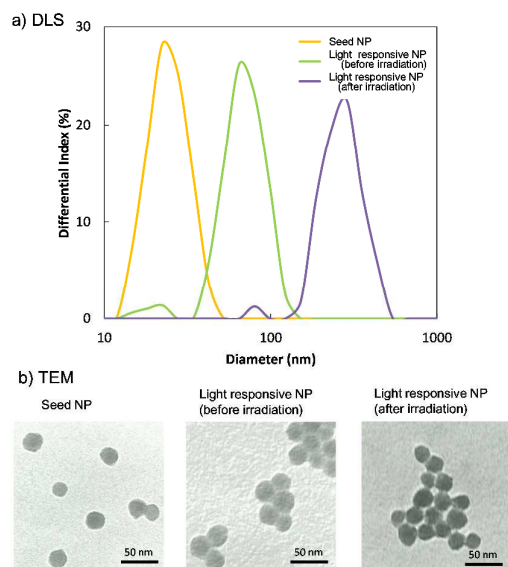 a) DLS
Seed NP
Light responsive NP
(before irradiation)
Light responsive NP
(after irradiation)
30
20
10
0
Differential Index (%)
10
100
1000
Diameter (nm)
b) TEM
Seed NP
Light responsive NP
(before irradiation)
Light responsive NP
(after irradiation)
50 nm
50 nm
50 nm